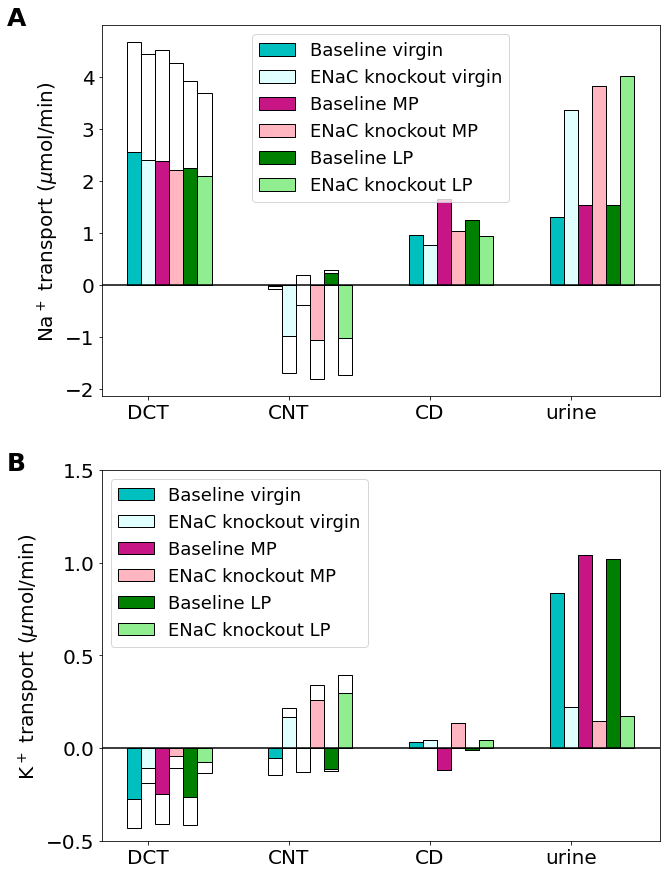 A
Na+ transport (μmol/min)
4
3
2
1
0
−1
−2
Baseline virgin
ENaC knockout virgin
Baseline MP
ENaC knockout MP
Baseline LP
ENaC knockout LP
DCT CNT CD urine
B
K+ transport (μmol/min)
1.5
1.0
0.5
0.0
−0.5
Baseline virgin
ENaC knockout virgin
Baseline MP
ENaC knockout MP
Baseline LP
ENaC knockout LP
DCT CNT CD urine